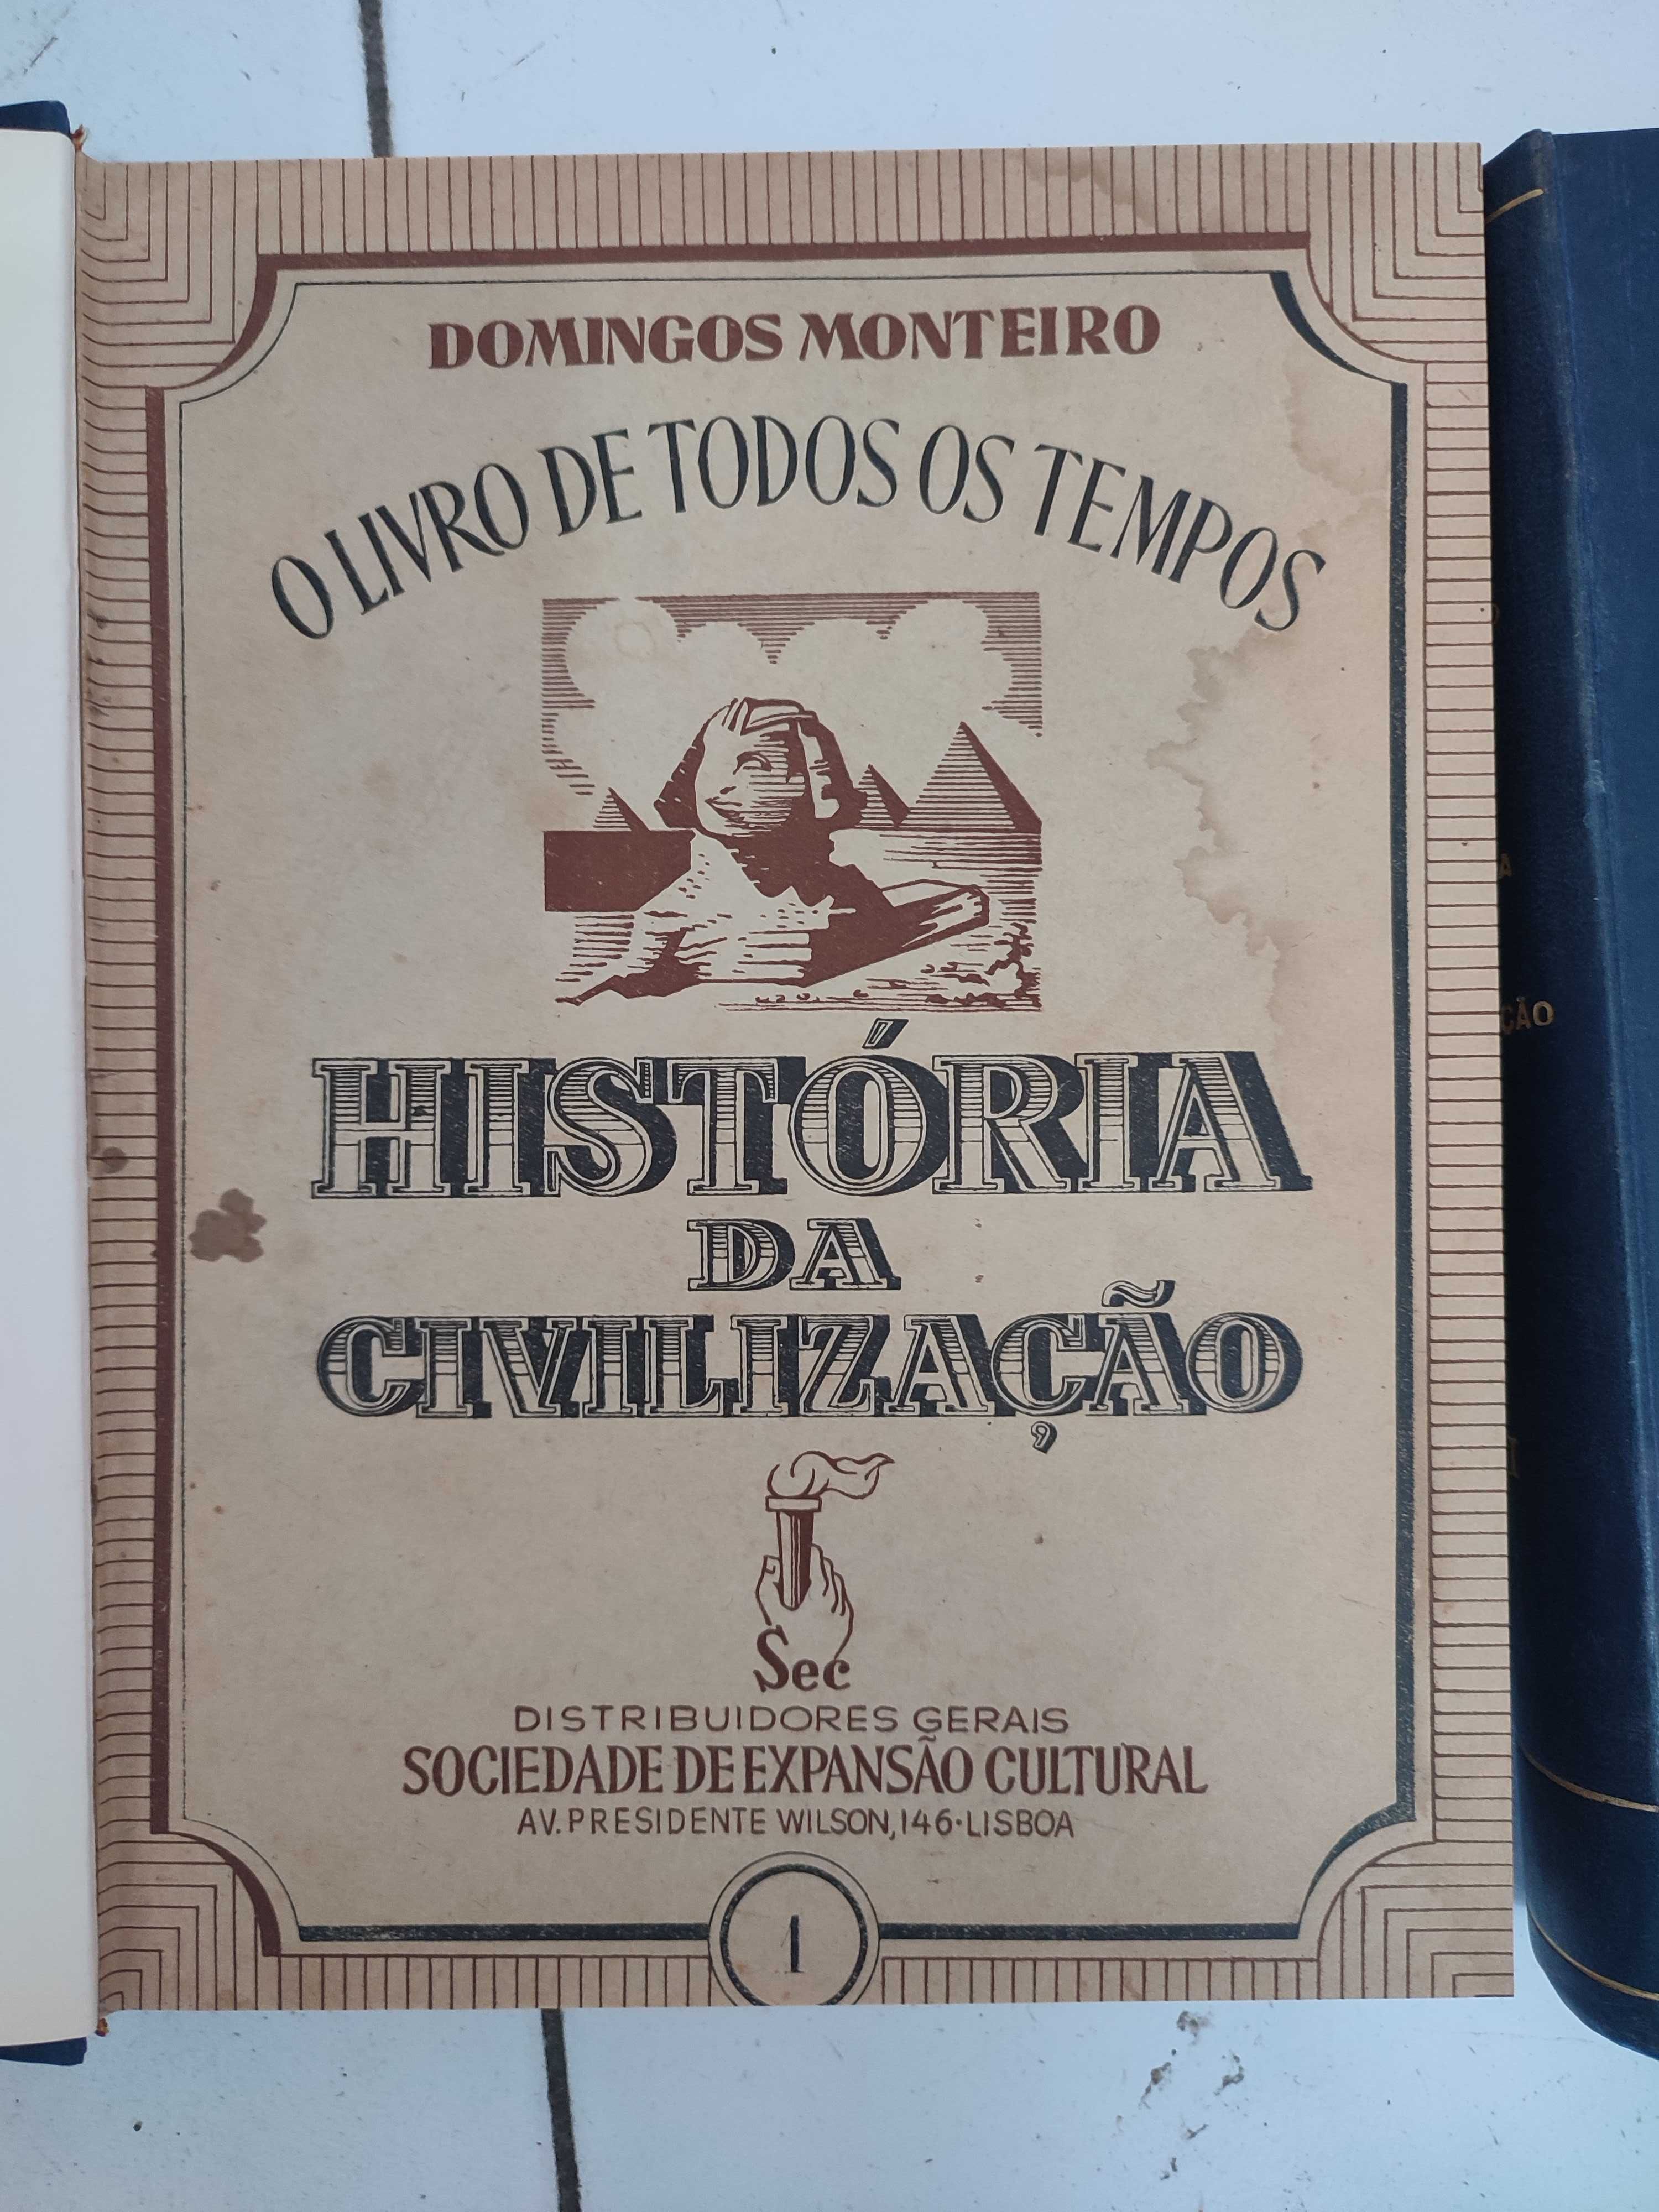 DOMINGOS MONTEIRO
O LIVRO DE TODOS OS TEMPOS
HISTÓRIA
DA
CIVILIZAÇÃO
Sec
DISTRIBUIDORES GERAIS
SOCIEDADE DE EXPANSÃO CULTURAL
AV. PRESIDENTE WILSON, 146·LISBOA
1
A
ÇÃO